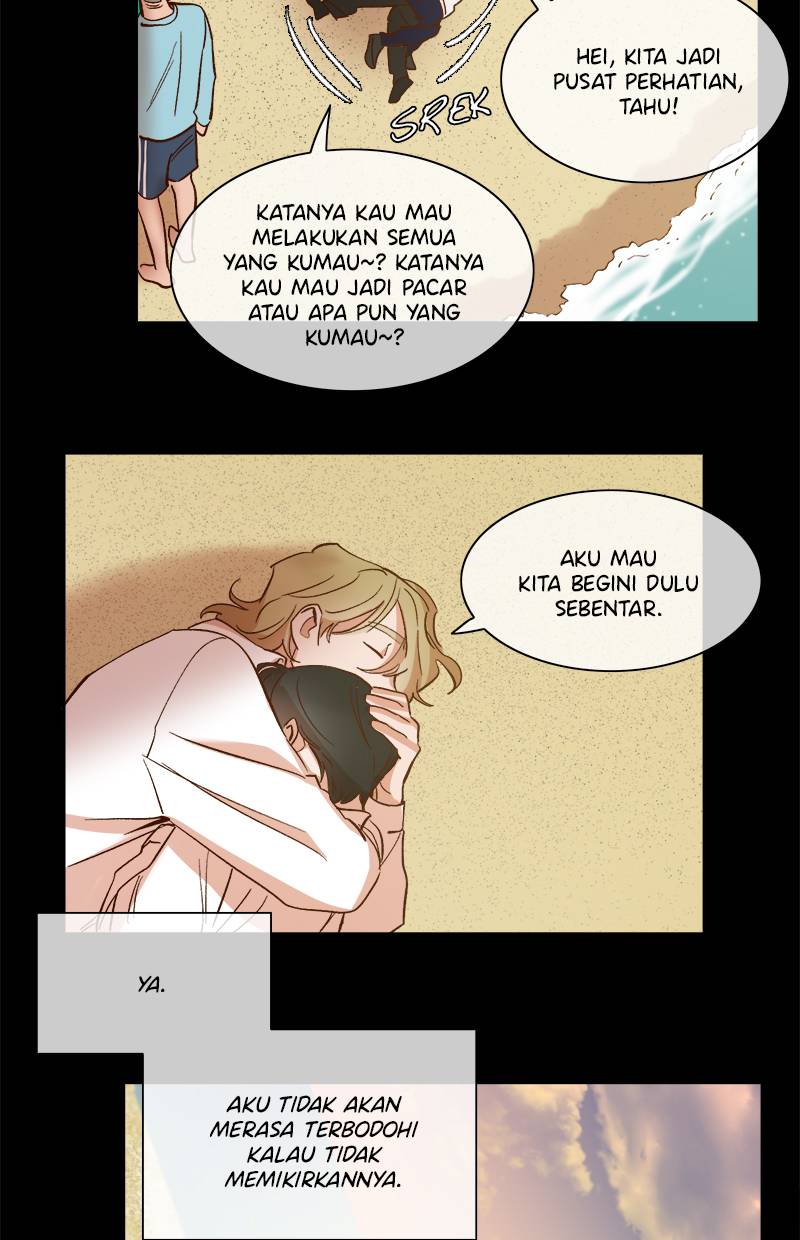 HEI, KITA JADI
PUSAT PERHATIAN,
TAHU!
SREK
KATANYA KAU MAU
MELAKUKAN SEMUA
YANG KUMAU~? KATANYA
KAU MAU JADI PACAR
ATAU APA PUN YANG
KUMAU~?
AKU MAU
KITA BEGINI DULU
SEBENTAR.
YA.
AKU TIDAK AKAN
MERASA TERBODOHI
KALAU TIDAK
MEMIKIRKANNYA.